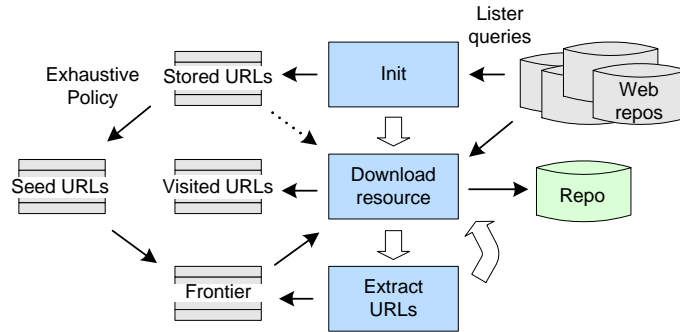 Lister
queries
Stored URLs
Init
Web
repos
Exhaustive
Policy
Seed URLs
Visited URLs
Download
resource
Repo
Frontier
Extract
URLs